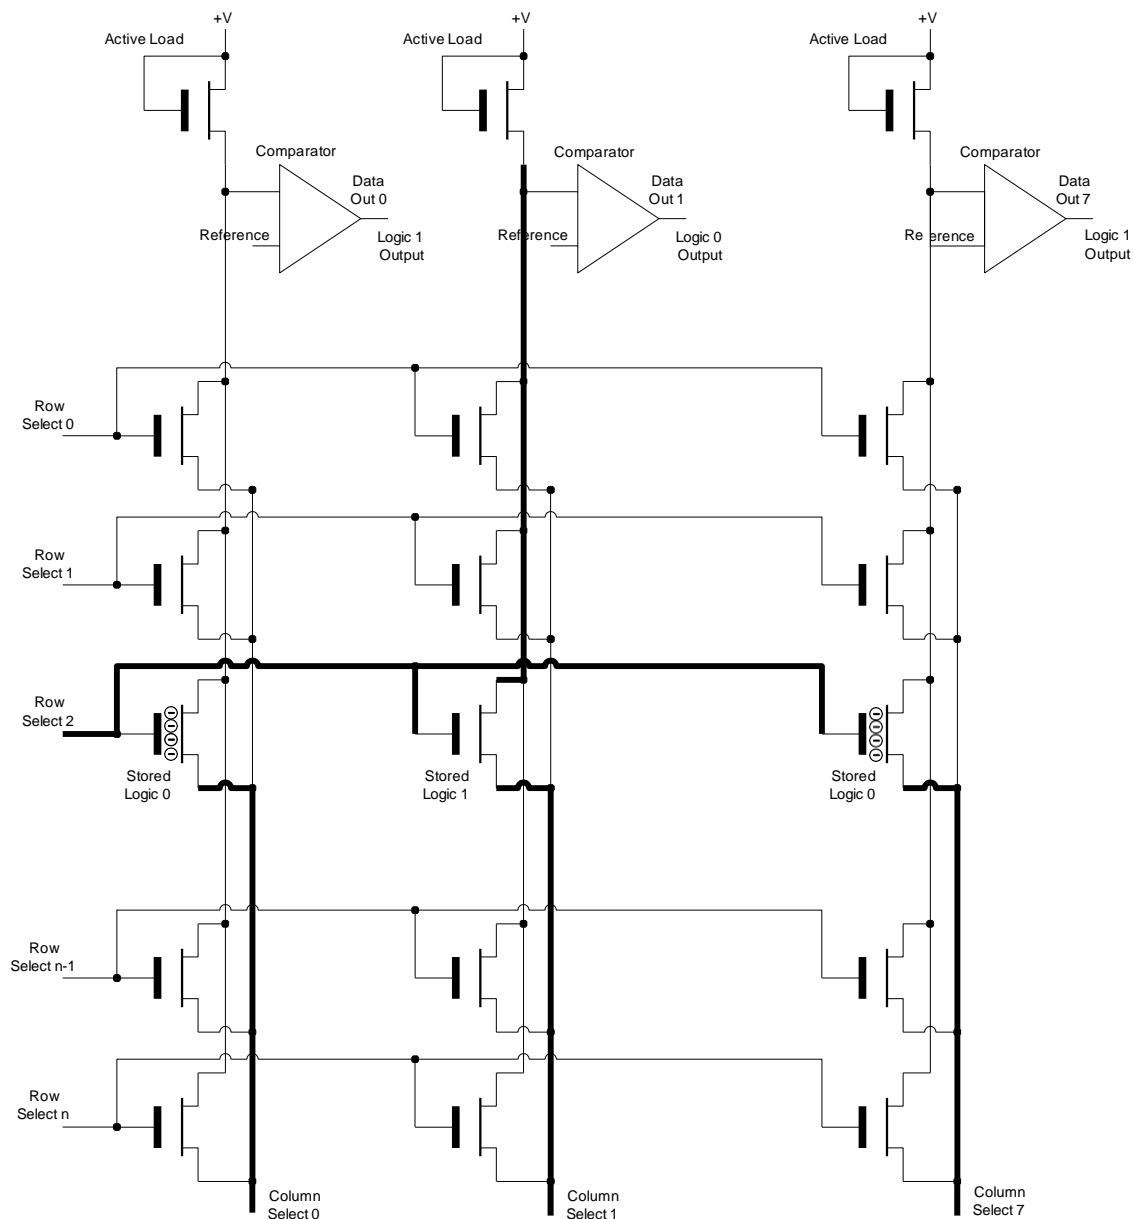 +V
+V
+V
Active Load
Active Load
Active Load
Comparator
Comparator
Comparator
Data
Out 0
Data
Out 1
Data
Out 7
Reference
Reference
Reference
Logic 1
Output
Logic 0
Output
Logic 1
Output
Row
Select 0
Row
Select 1
Row
Select 2
Stored
Logic 0
Stored
Logic 1
Stored
Logic 0
Row
Select n-1
Row
Select n
Column
Select 0
Column
Select 1
Column
Select 7